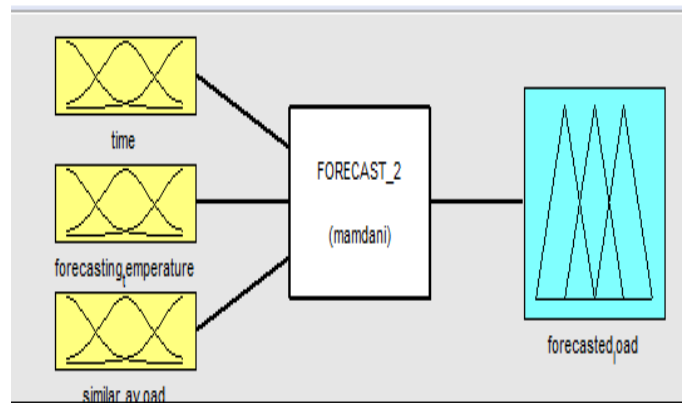 time
FORECAST_2
(mamdani)
forecasting_temperature
forecasted_load
similar